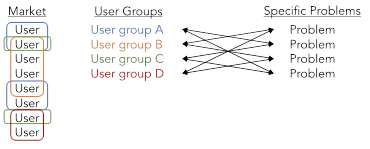 Market User Groups Specific Problems
User User group A Problem
User User group B Problem
User User group C Problem
User User group D Problem
User
User
User
User